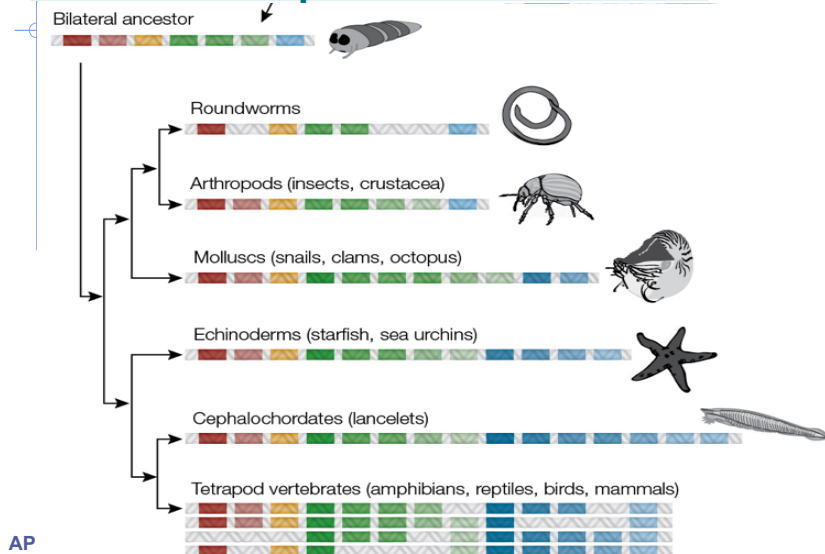 Bilateral ancestor
Roundworms
Arthropods (insects, crustacea)
Molluscs (snails, clams, octopus)
Echinoderms (starfish, sea urchins)
Cephalochordates (lancelets)
Tetrapod vertebrates (amphibians, reptiles, birds, mammals)
AP